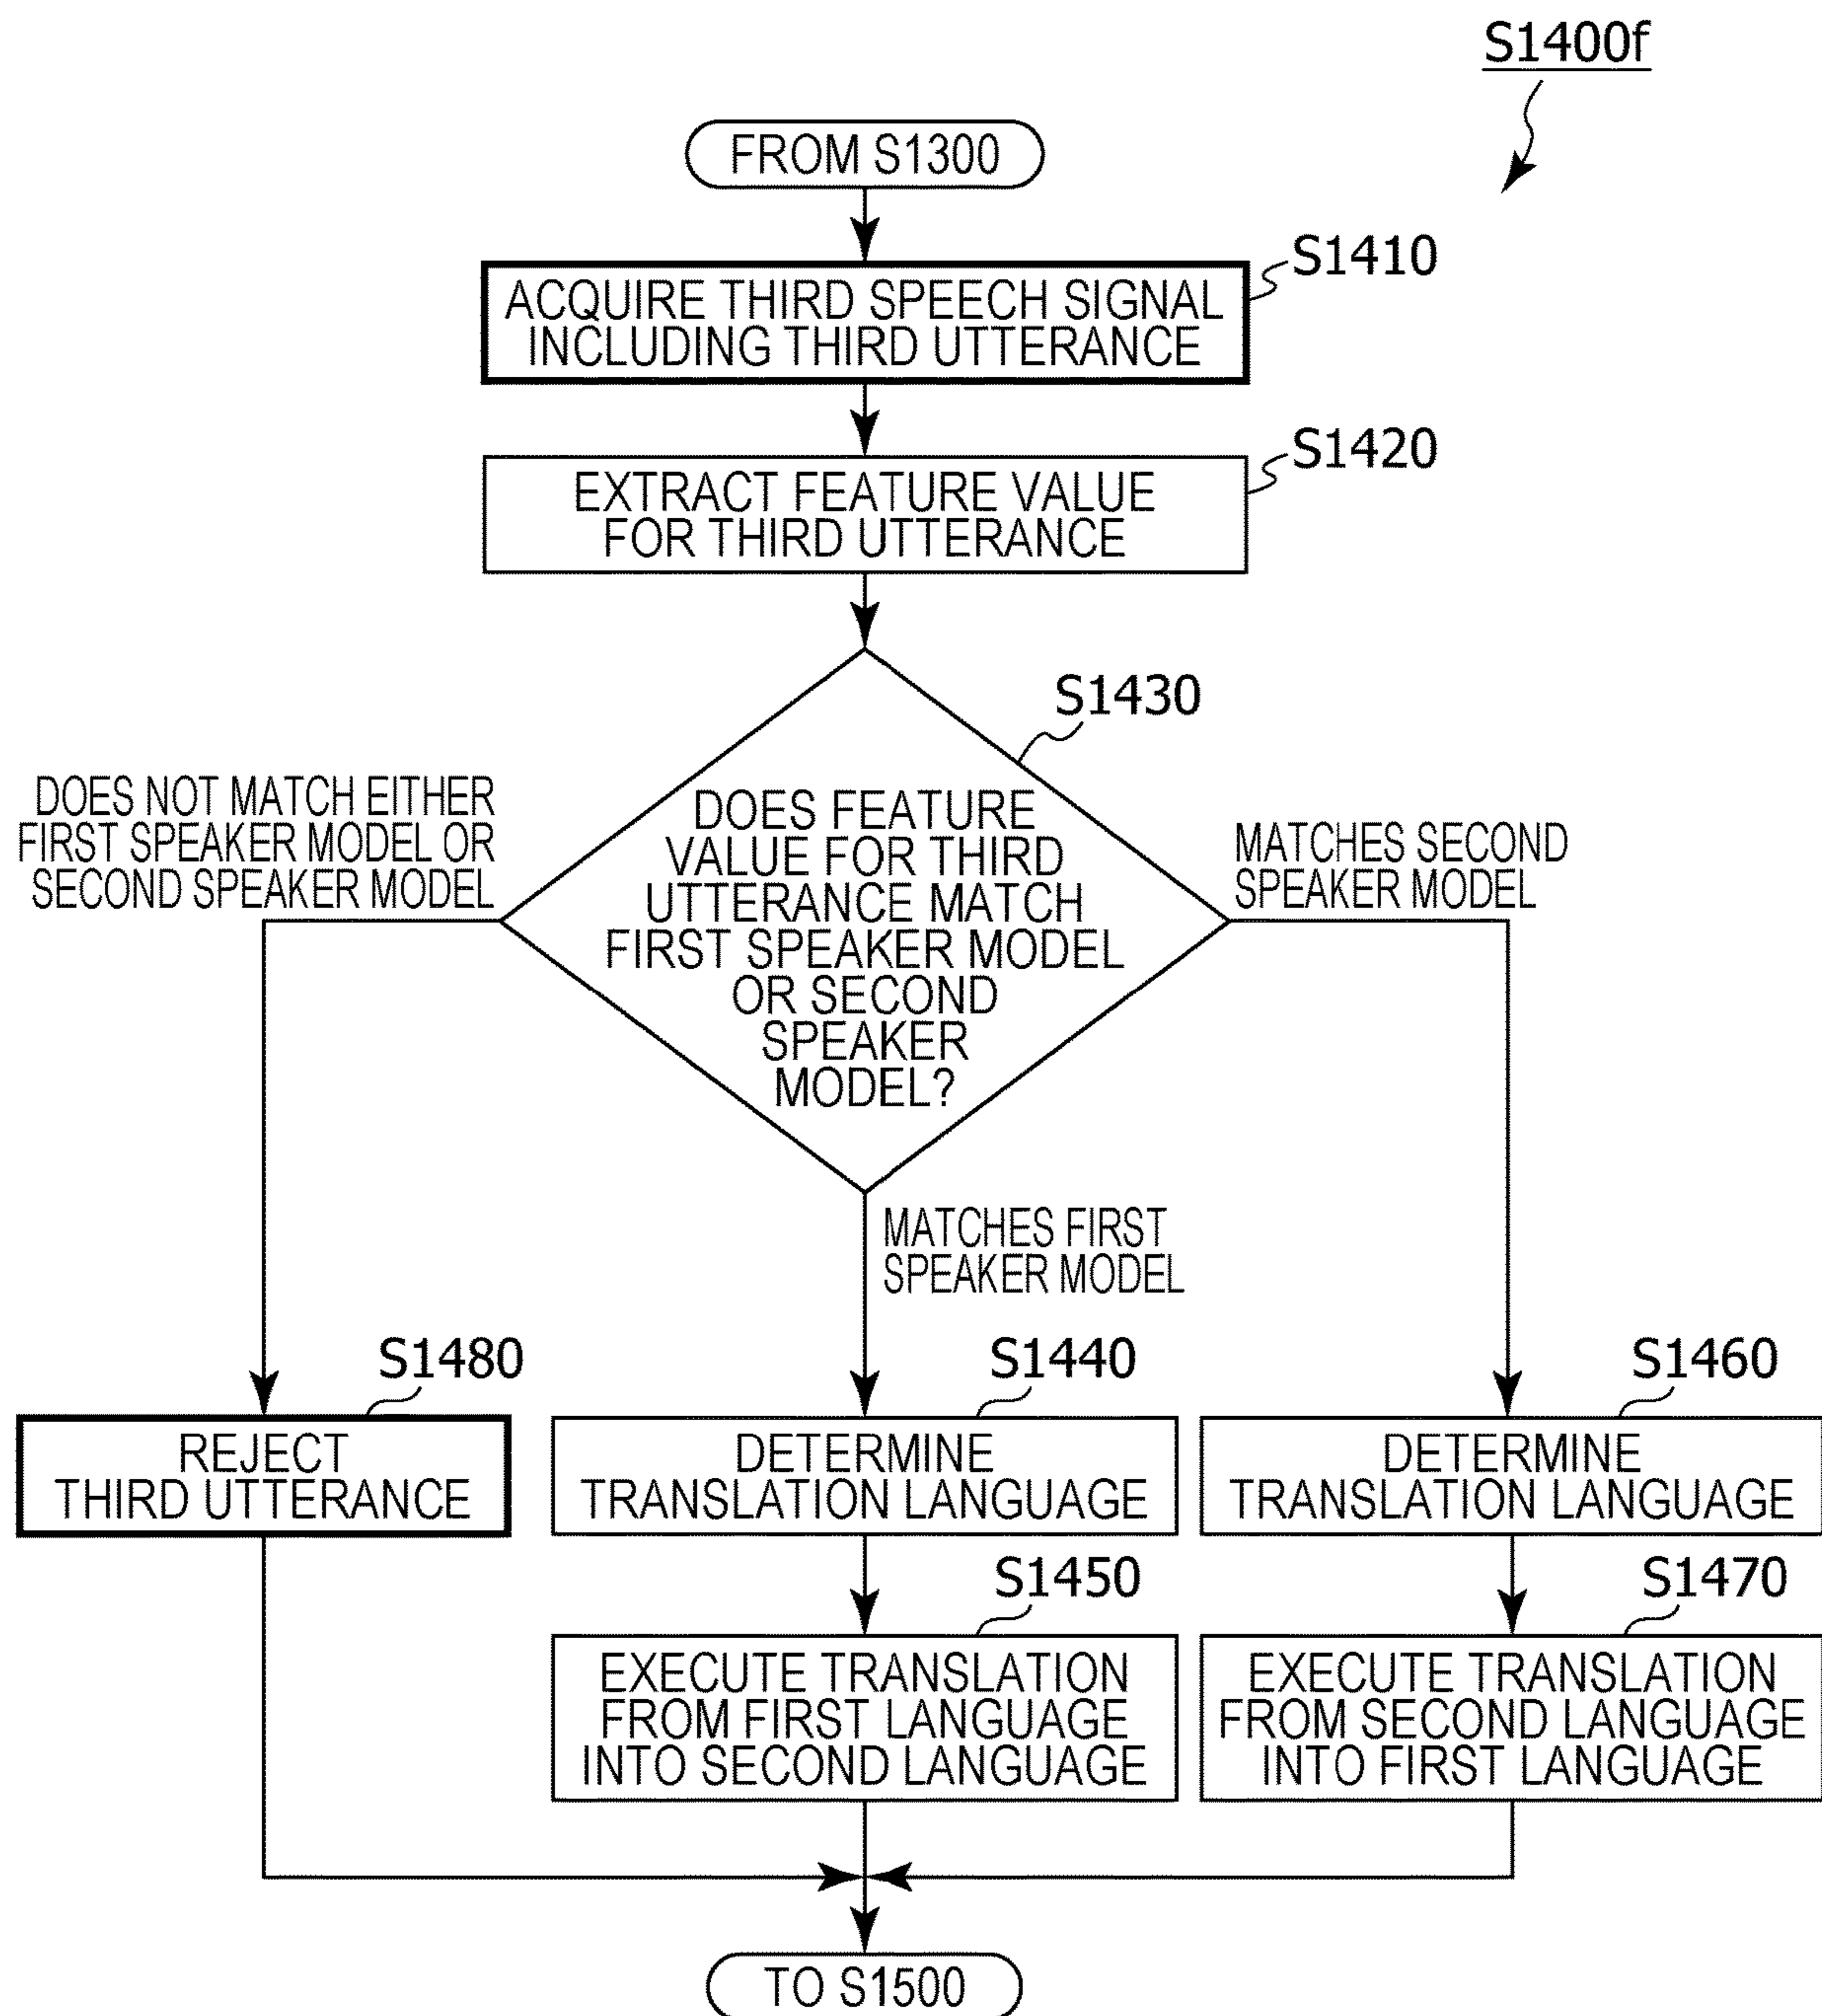 S1400f
FROM S1300
S1410
ACQUIRE THIRD SPEECH SIGNAL
INCLUDING THIRD UTTERANCE
S1420
EXTRACT FEATURE VALUE
FOR THIRD UTTERANCE
S1430
DOES FEATURE
VALUE FOR THIRD
UTTERANCE MATCH
FIRST SPEAKER MODEL
OR SECOND
SPEAKER
MODEL?
DOES NOT MATCH EITHER
FIRST SPEAKER MODEL OR
SECOND SPEAKER MODEL
MATCHES SECOND
SPEAKER MODEL
MATCHES FIRST
SPEAKER MODEL
S1480
REJECT
THIRD UTTERANCE
S1440
DETERMINE
TRANSLATION LANGUAGE
S1460
DETERMINE
TRANSLATION LANGUAGE
S1450
EXECUTE TRANSLATION
FROM FIRST LANGUAGE
INTO SECOND LANGUAGE
S1470
EXECUTE TRANSLATION
FROM SECOND LANGUAGE
INTO FIRST LANGUAGE
TO S1500